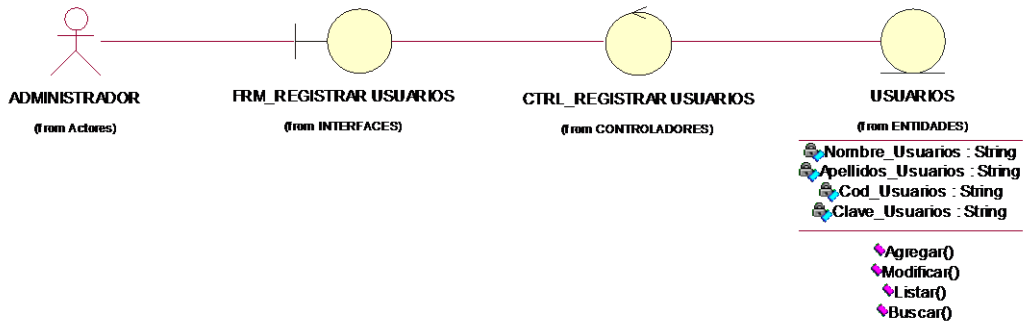 ADMINISTRADOR
(from Actores)
FRM_REGISTRAR USUARIOS
(from INTERFACES)
CTRL_REGISTRAR USUARIOS
(from CONTROLADORES)
USUARIOS
(from ENTIDADES)
Nombre_Usuarios : String
Apellidos_Usuarios : String
Cod_Usuarios : String
Clave_Usuarios : String
Agregar()
Modificar()
Listar()
Buscar()